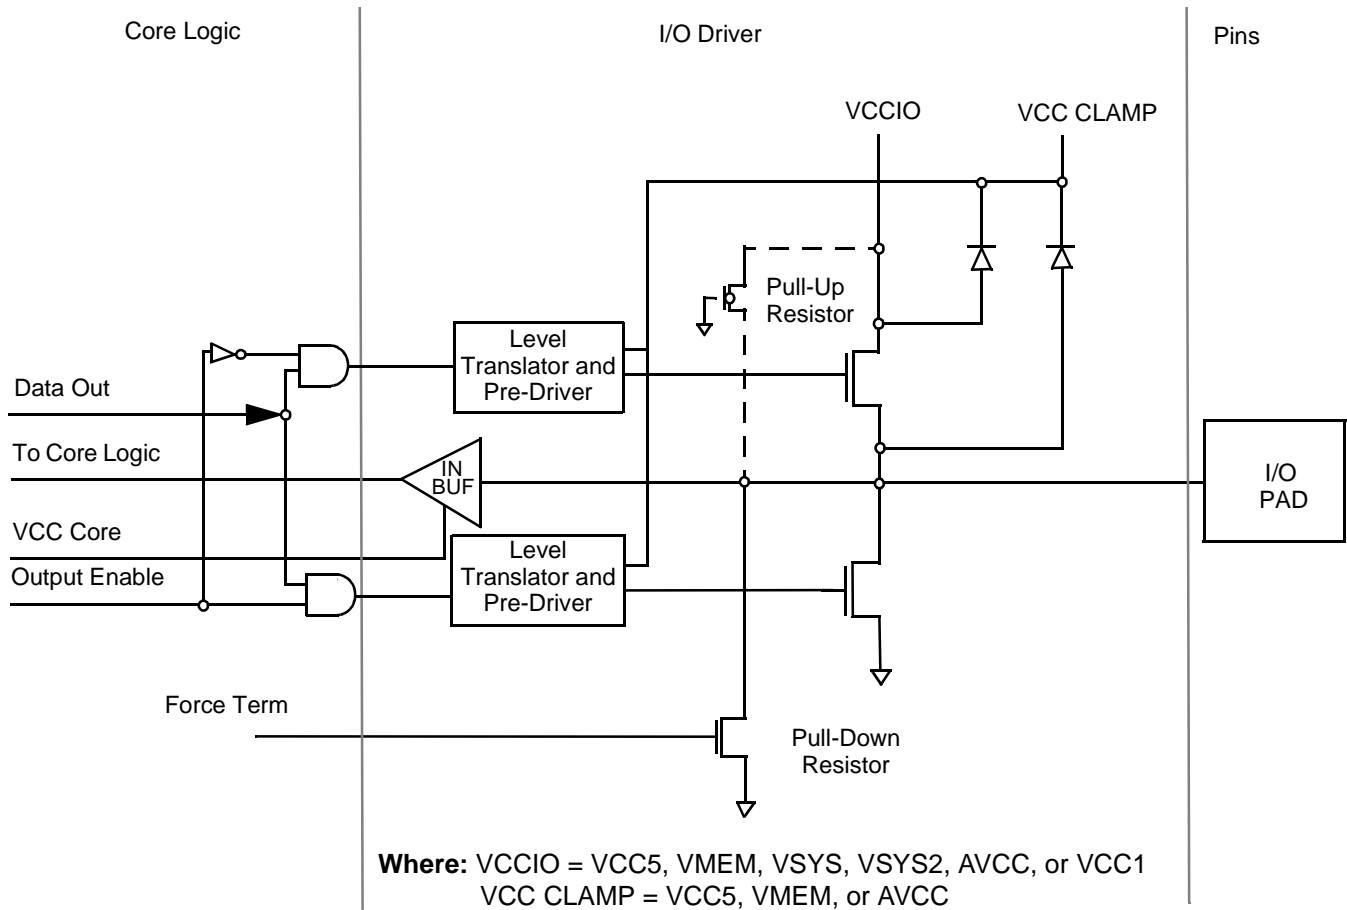 Core Logic
I/O Driver
Pins
VCCIO
VCC CLAMP
Pull-Up
Resistor
Level
Translator and
Pre-Driver
Data Out
To Core Logic
IN
BUF
I/O
PAD
VCC Core
Output Enable
Level
Translator and
Pre-Driver
Force Term
Pull-Down
Resistor
Where: VCCIO = VCC5, VMEM, VSYS, VSYS2, AVCC, or VCC1
VCC CLAMP = VCC5, VMEM, or AVCC